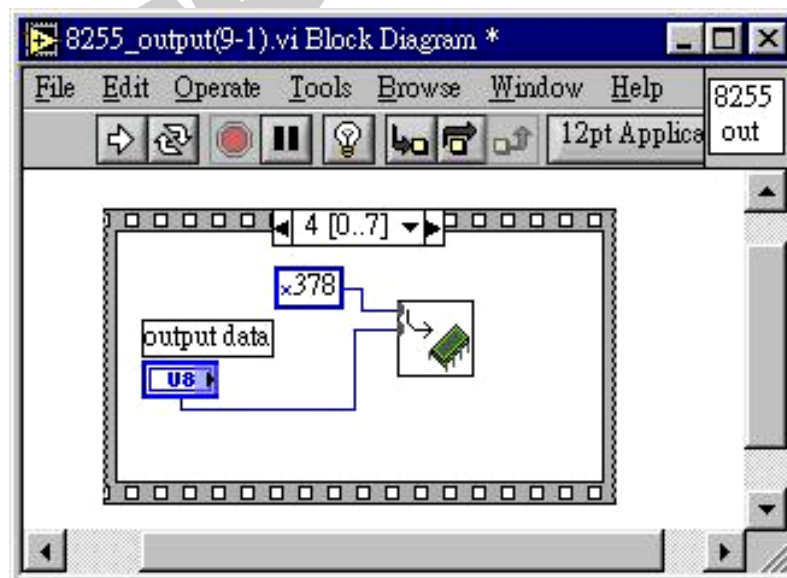 8255_output(9-1).vi Block Diagram *
File Edit Operate Tools Browse Window Help
8255
out
12pt Applica
4 [0..7]
x378
output data
U8